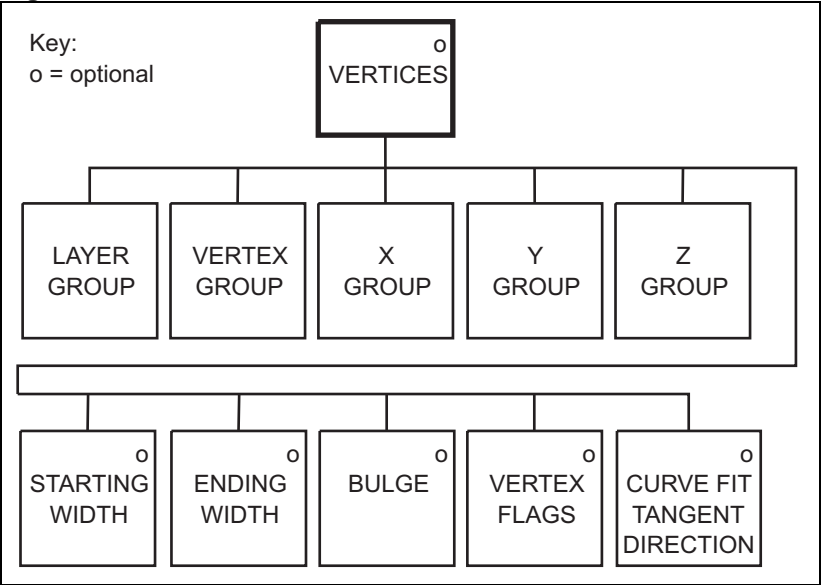 Key:
o = optional
o
VERTICES
LAYER
GROUP
VERTEX
GROUP
X
GROUP
Y
GROUP
Z
GROUP
o
STARTING
WIDTH
o
ENDING
WIDTH
o
BULGE
o
VERTEX
FLAGS
o
CURVE FIT
TANGENT
DIRECTION